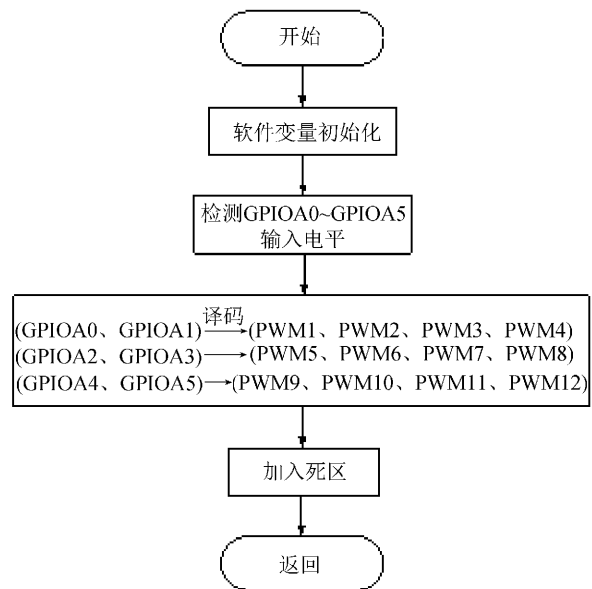 开始
软件变量初始化
检测GPIOA0~GPIOA5
输入电平
译码
(GPIOA0、GPIOA1)→(PWM1、PWM2、PWM3、PWM4)
(GPIOA2、GPIOA3)→(PWM5、PWM6、PWM7、PWM8)
(GPIOA4、GPIOA5)→(PWM9、PWM10、PWM11、PWM12)
加入死区
返回